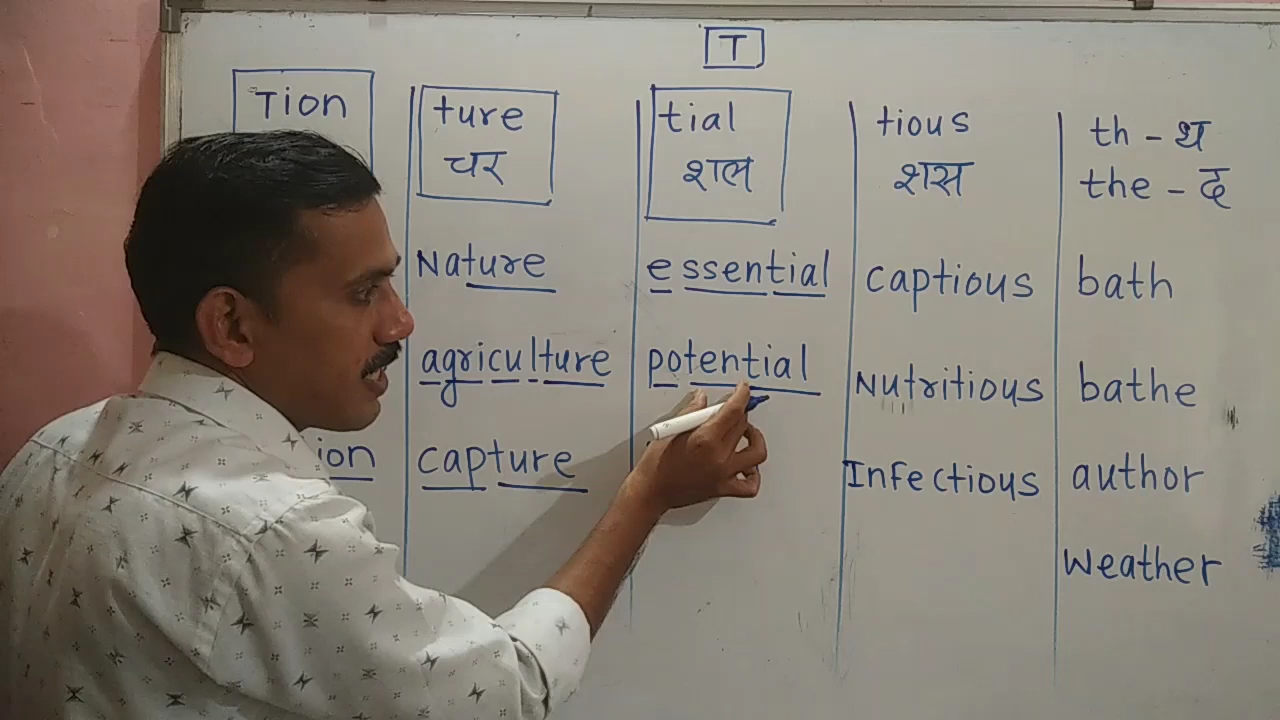 T
Tion
ture
चर
Nature
agriculture
capture
tial
शल
essential
potential
tious
शस
captious
Nutritious
Infectious
th - थ
the - द
bath
bathe
author
Weather